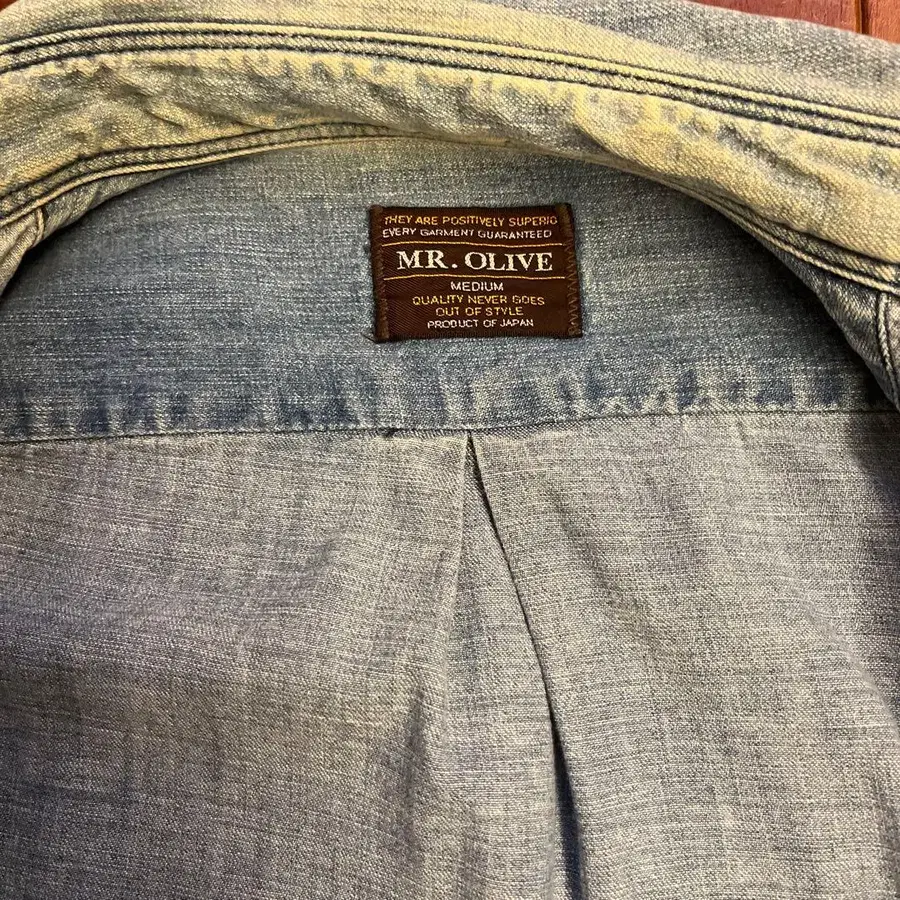 THEY ARE POSITIVELY SUPERIO
EVERY GARMENT GUARANTEED
MR. OLIVE
MEDIUM
QUALITY NEVER GOES
OUT OF STYLE
PRODUCT OF JAPAN